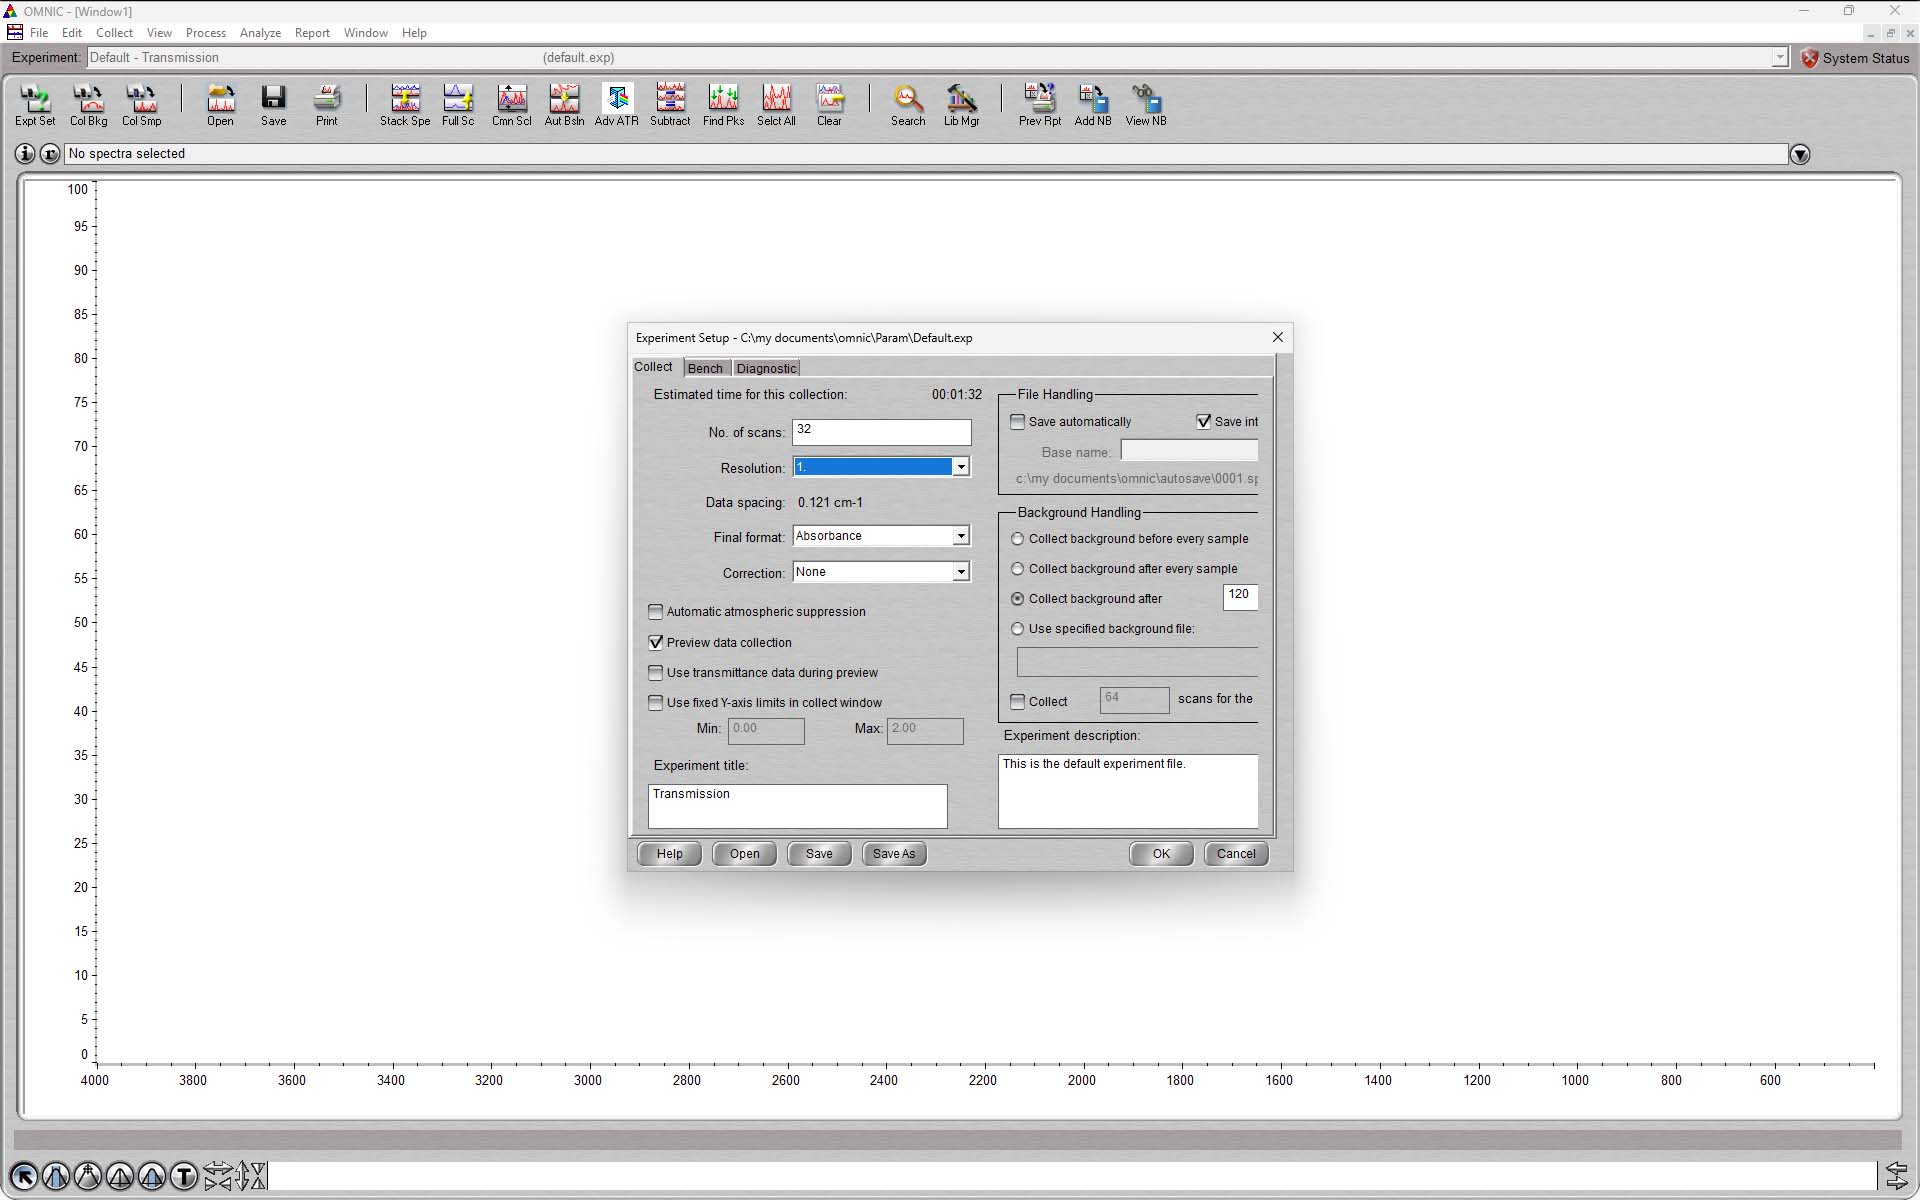 OMNIC - [Window1]
File Edit Collect View Process Analyze Report Window Help
Experiment: Default - Transmission (default.exp) System Status
Expt Set Col Bkg Col Smp Open Save Print Stack Spe Full Sc Cmn Scl Aut Bsln Adv ATR Subtract Find Pks Selct All Clear Search Lib Mgr Prev Rpt Add NB View NB
i r No spectra selected
100
95
90
85
80
75
70
65
60
55
50
45
40
35
30
25
20
15
10
5
0
4000 3800 3600 3400 3200 3000 2800 2600 2400 2200 2000 1800 1600 1400 1200 1000 800 600
Experiment Setup - C:\my documents\omnic\Param\Default.exp
Collect Bench Diagnostic
Estimated time for this collection: 00:01:32
No. of scans: 32
Resolution: 1.
Data spacing: 0.121 cm-1
Final format: Absorbance
Correction: None
Automatic atmospheric suppression
Preview data collection
Use transmittance data during preview
Use fixed Y-axis limits in collect window
Min: 0.00 Max: 2.00
Experiment title:
Transmission
File Handling
Save automatically Save int
Base name:
c:\my documents\omnic\autosave\0001.sp
Background Handling
Collect background before every sample
Collect background after every sample
Collect background after 120
Use specified background file:
Collect 64 scans for the
Experiment description:
This is the default experiment file.
Help Open Save Save As OK Cancel
T